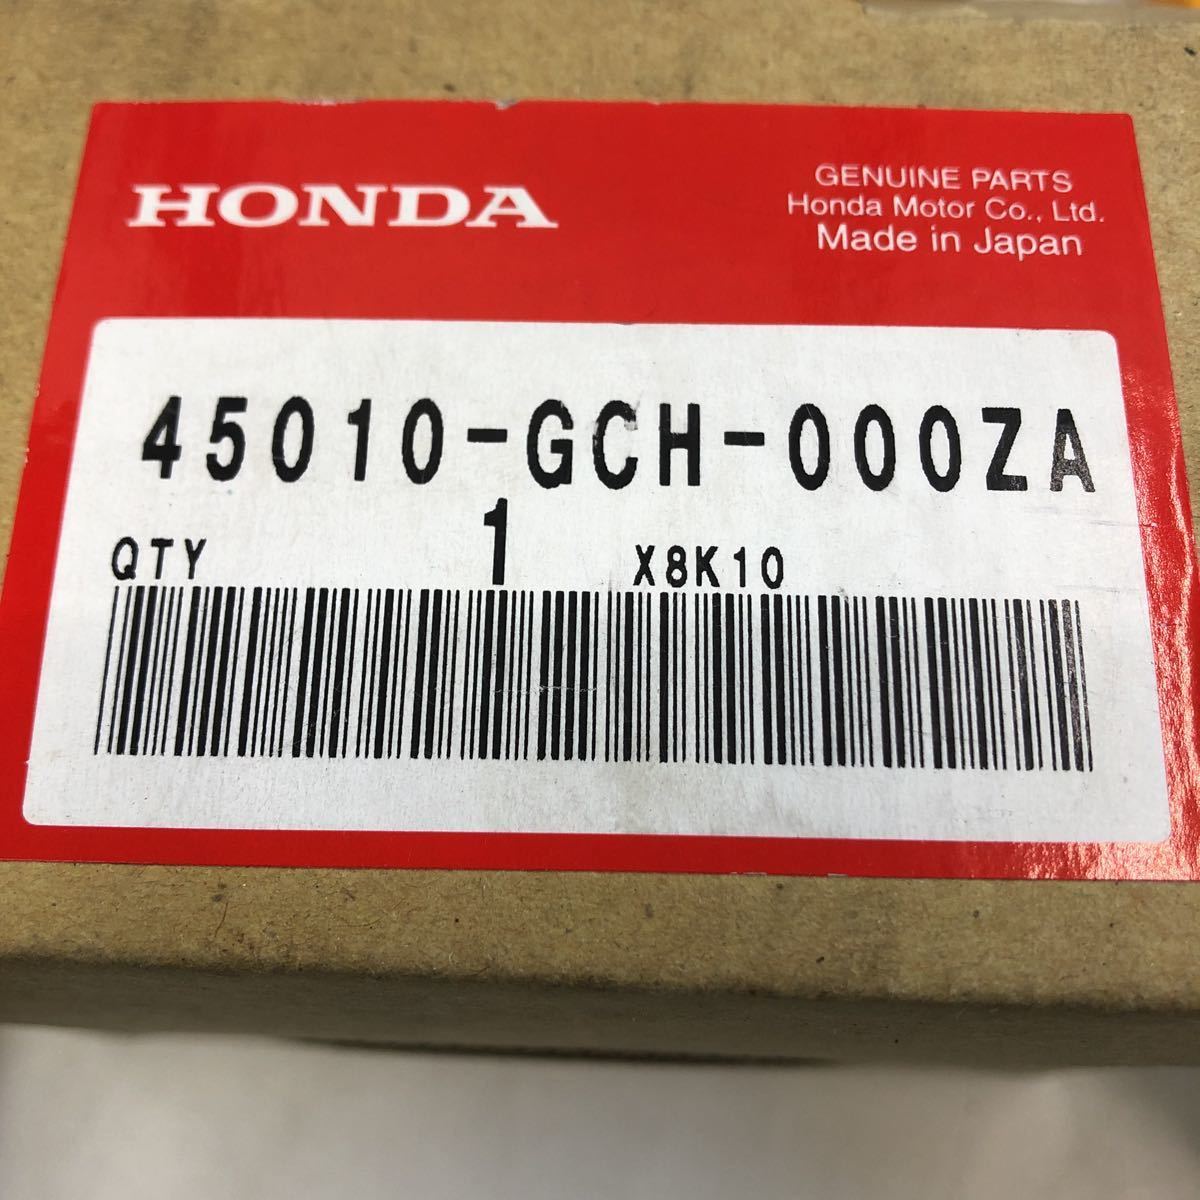 HONDA
GENUINE PARTS
Honda Motor Co., Ltd.
Made in Japan
45010-GCH-000ZA
QTY 1 X8K10